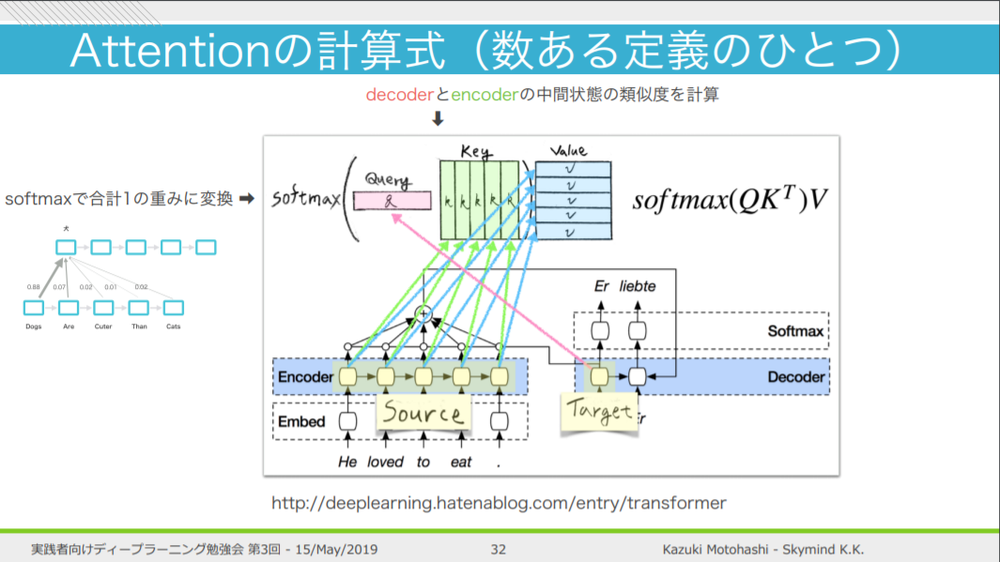 Attentionの計算式（数ある定義のひとつ）
decoderとencoderの中間状態の類似度を計算
⬇
softmaxで合計1の重みに変換 ➡
犬
0.88 0.07 0.02 0.01 0.02
Dogs Are Cuter Than Cats
Key
Value
softmax(
Query
q
k k k k k
)
v
v
v
v
v
softmax(QK^T)V
+
Er liebte
Softmax
Encoder
Decoder
Source
Target
Embed
He loved to eat .
http://deeplearning.hatenablog.com/entry/transformer
実践者向けディープラーニング勉強会 第3回 - 15/May/2019
32
Kazuki Motohashi - Skymind K.K.